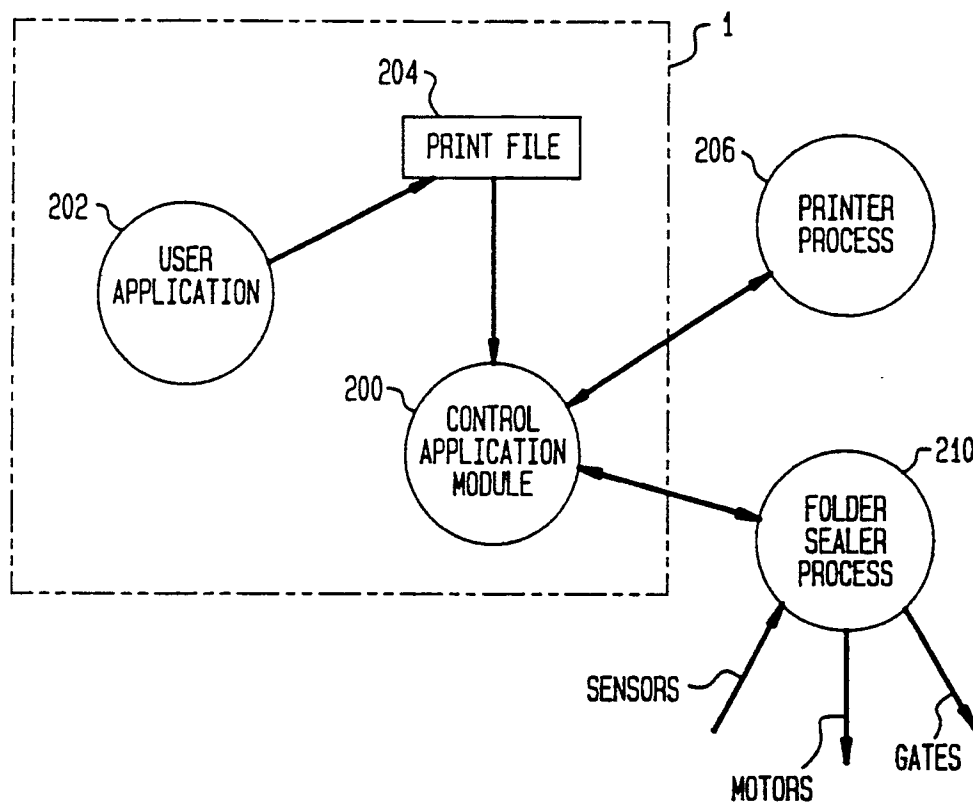 1
204
PRINT FILE
206
PRINTER
PROCESS
202
USER
APPLICATION
200
CONTROL
APPLICATION
MODULE
210
FOLDER
SEALER
PROCESS
SENSORS
MOTORS
GATES